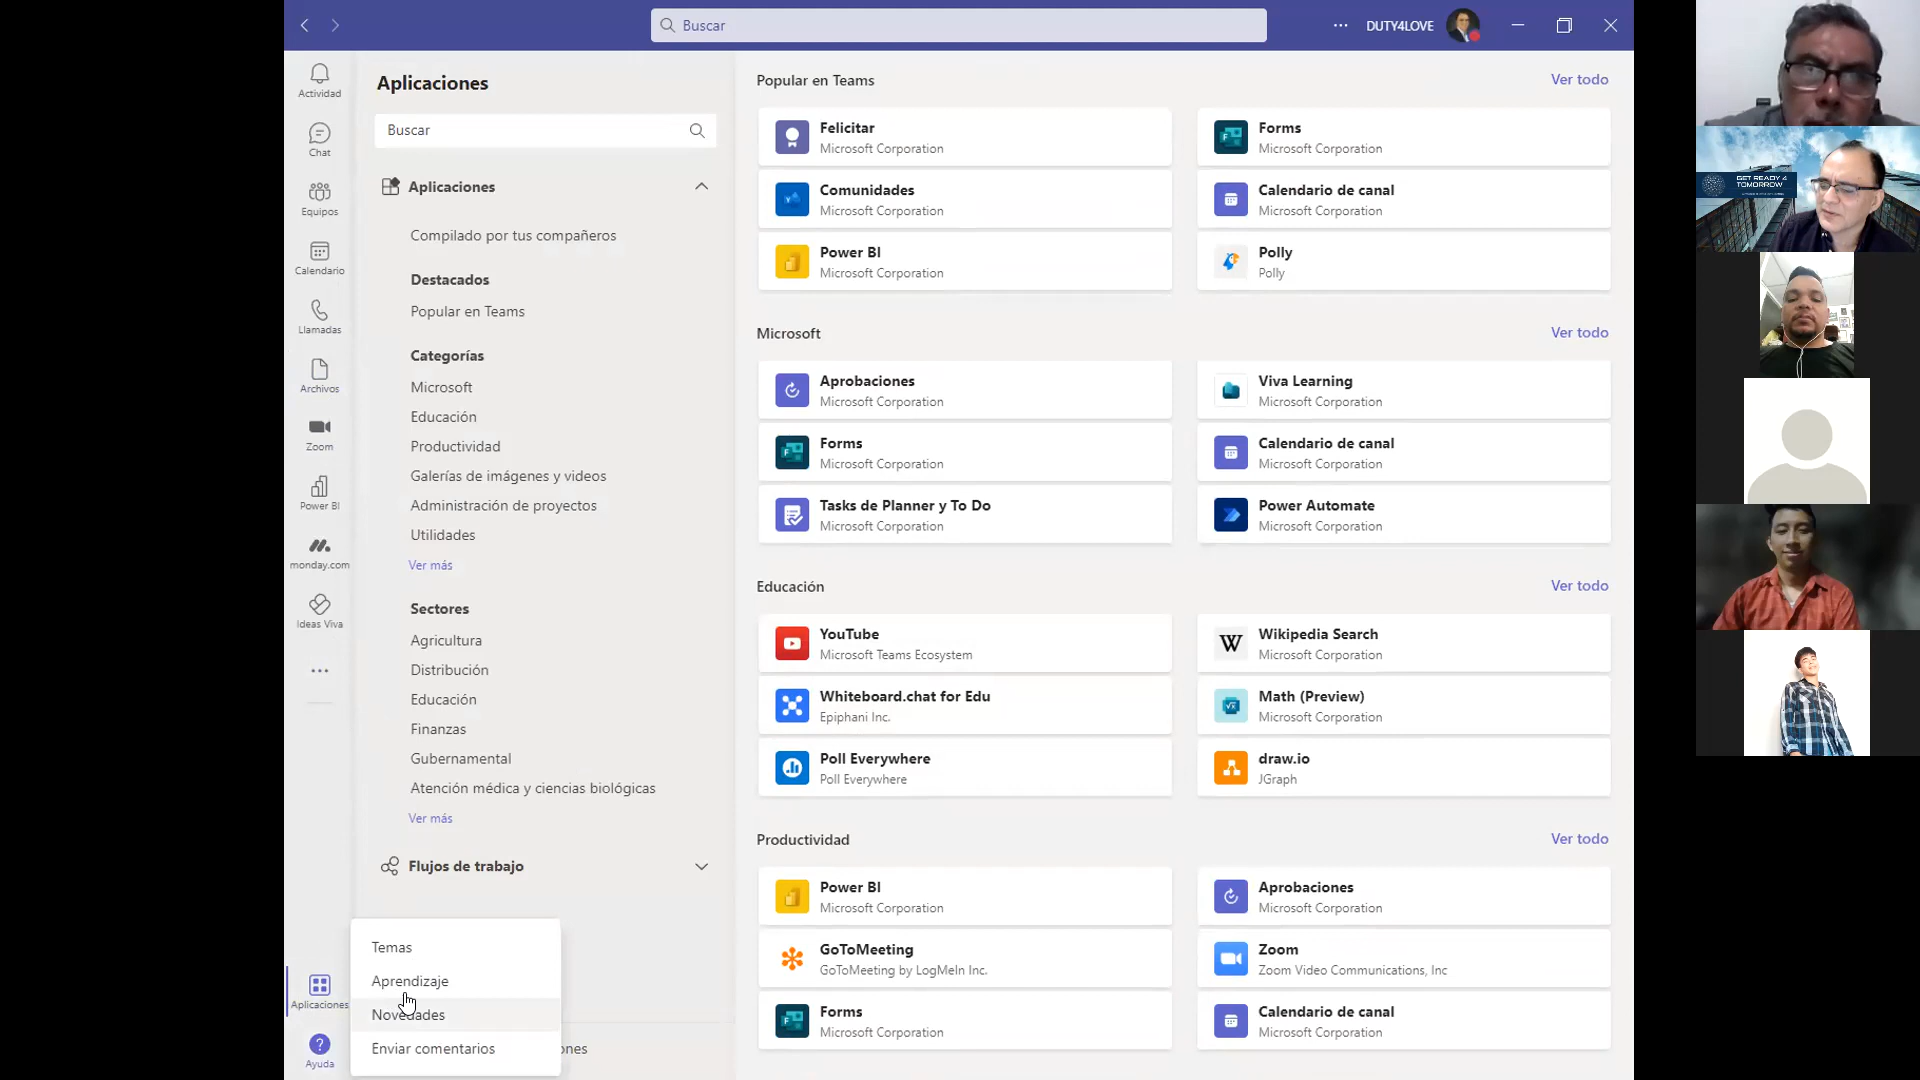 Buscar
DUTY4LOVE
Actividad
Chat
Equipos
Calendario
Llamadas
Archivos
Zoom
Power BI
monday.com
Ideas Viva
Aplicaciones
Ayuda
Aplicaciones
Buscar
Aplicaciones
Compilado por tus compañeros
Destacados
Popular en Teams
Categorías
Microsoft
Educación
Productividad
Galerías de imágenes y videos
Administración de proyectos
Utilidades
Ver más
Sectores
Agricultura
Distribución
Educación
Finanzas
Gubernamental
Atención médica y ciencias biológicas
Ver más
Flujos de trabajo
Temas
Aprendizaje
Novedades
Enviar comentarios
ones
Popular en Teams
Ver todo
Felicitar
Microsoft Corporation
Forms
Microsoft Corporation
Comunidades
Microsoft Corporation
Calendario de canal
Microsoft Corporation
Power BI
Microsoft Corporation
Polly
Polly
Microsoft
Ver todo
Aprobaciones
Microsoft Corporation
Viva Learning
Microsoft Corporation
Forms
Microsoft Corporation
Calendario de canal
Microsoft Corporation
Tasks de Planner y To Do
Microsoft Corporation
Power Automate
Microsoft Corporation
Educación
Ver todo
YouTube
Microsoft Teams Ecosystem
Wikipedia Search
Microsoft Corporation
Whiteboard.chat for Edu
Epiphani Inc.
Math (Preview)
Microsoft Corporation
Poll Everywhere
Poll Everywhere
draw.io
JGraph
Productividad
Ver todo
Power BI
Microsoft Corporation
Aprobaciones
Microsoft Corporation
GoToMeeting
GoToMeeting by LogMeIn Inc.
Zoom
Zoom Video Communications, Inc
Forms
Microsoft Corporation
Calendario de canal
Microsoft Corporation
GET READY 4
TOMORROW